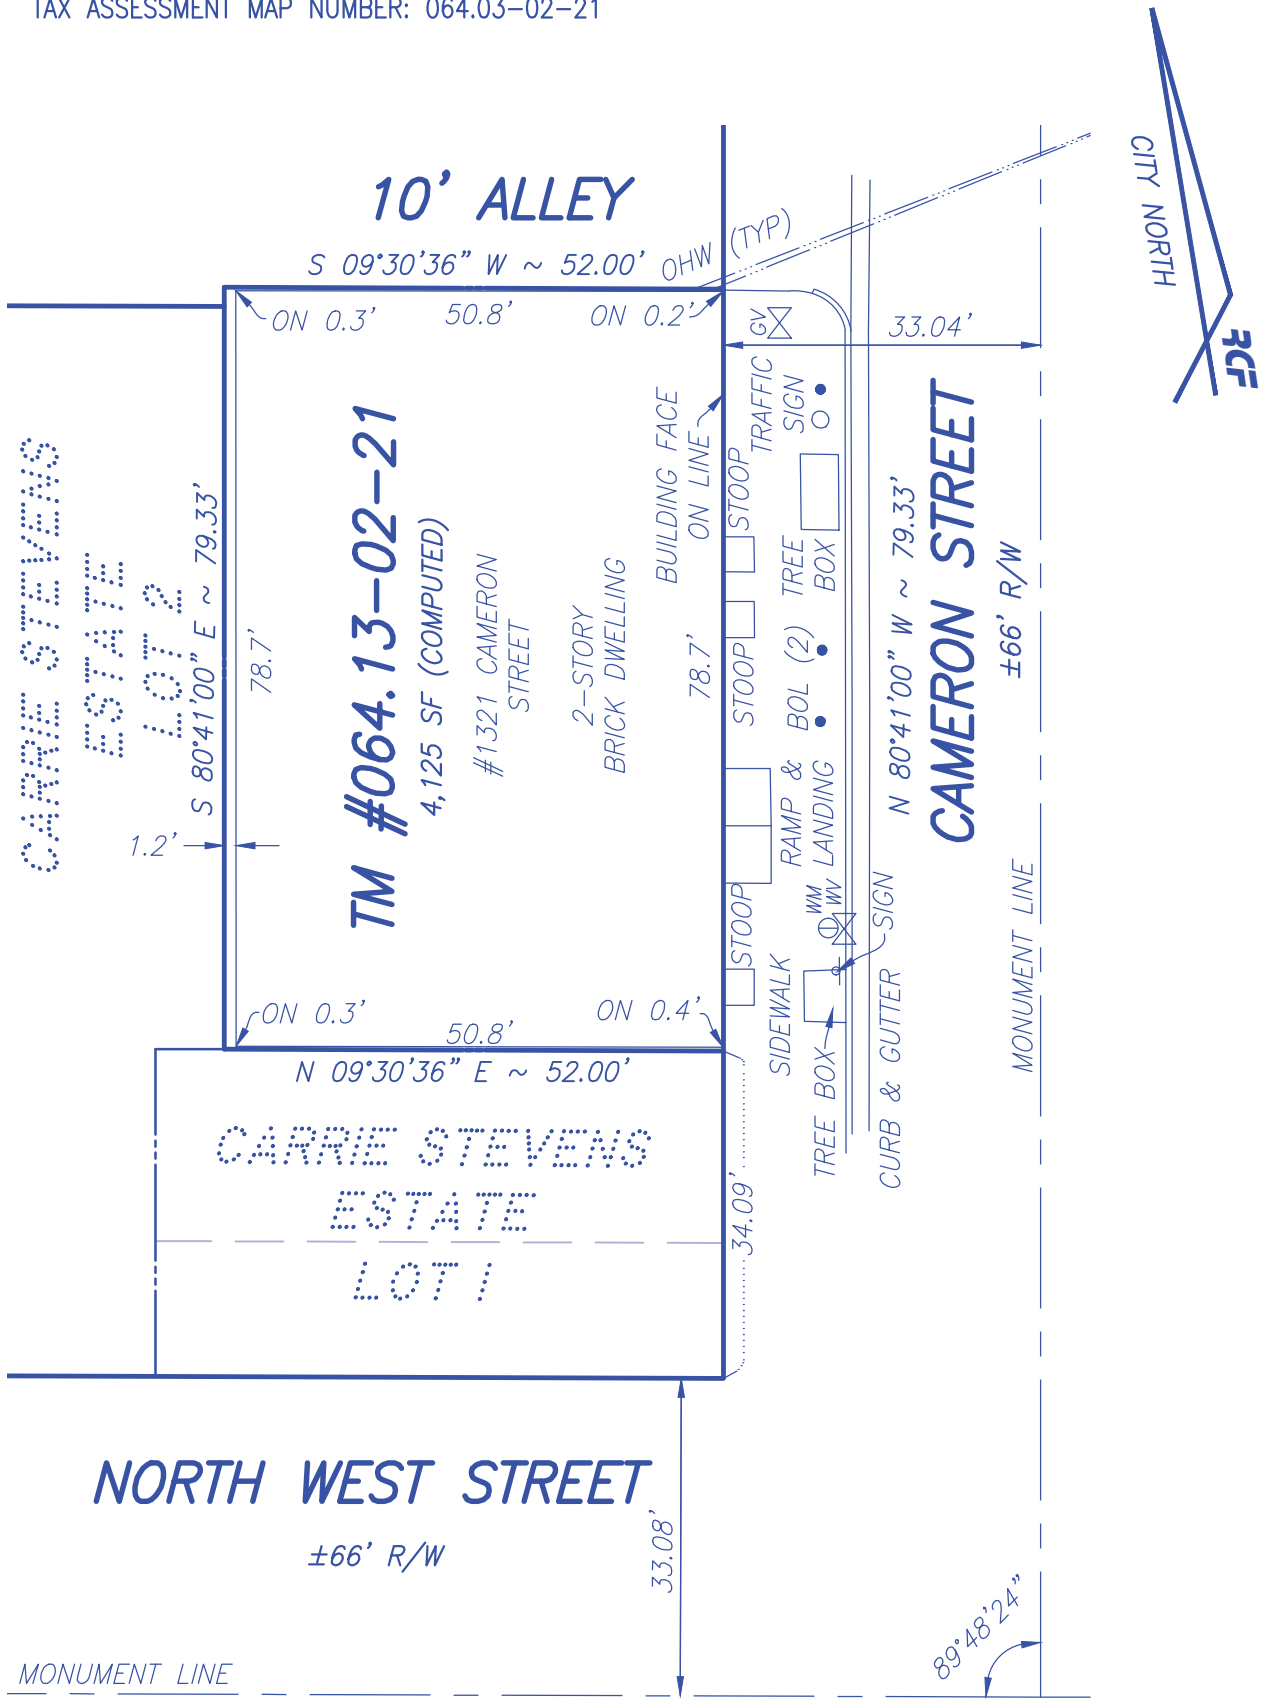 TAX ASSESSMENT MAP NUMBER: 064.03-02-21
CITY NORTH
RCF
10' ALLEY
S 09°30'36" W ~ 52.00'
OHW (TYP)
ON 0.3'
50.8'
ON 0.2'
GV
33.04'
TRAFFIC
SIGN
BUILDING FACE
ON LINE
STOOP
CARRIE STEVENS
ESTATE
LOT 2
S 80°41'00" E ~ 79.33'
78.7'
1.2'
TM #064.13-02-21
4,125 SF (COMPUTED)
#1321 CAMERON
STREET
2-STORY
BRICK DWELLING
78.7'
STOOP
TREE
BOX
BOL (2)
RAMP &
LANDING
N 80°41'00" W ~ 79.33'
CAMERON STREET
±66' R/W
STOOP
WM
WV
SIGN
SIDEWALK
TREE BOX
CURB & GUTTER
MONUMENT LINE
ON 0.3'
50.8'
ON 0.4'
N 09°30'36" E ~ 52.00'
CARRIE STEVENS
ESTATE
LOT 1
34.09'
NORTH WEST STREET
±66' R/W
33.08'
89°48'24"
MONUMENT LINE